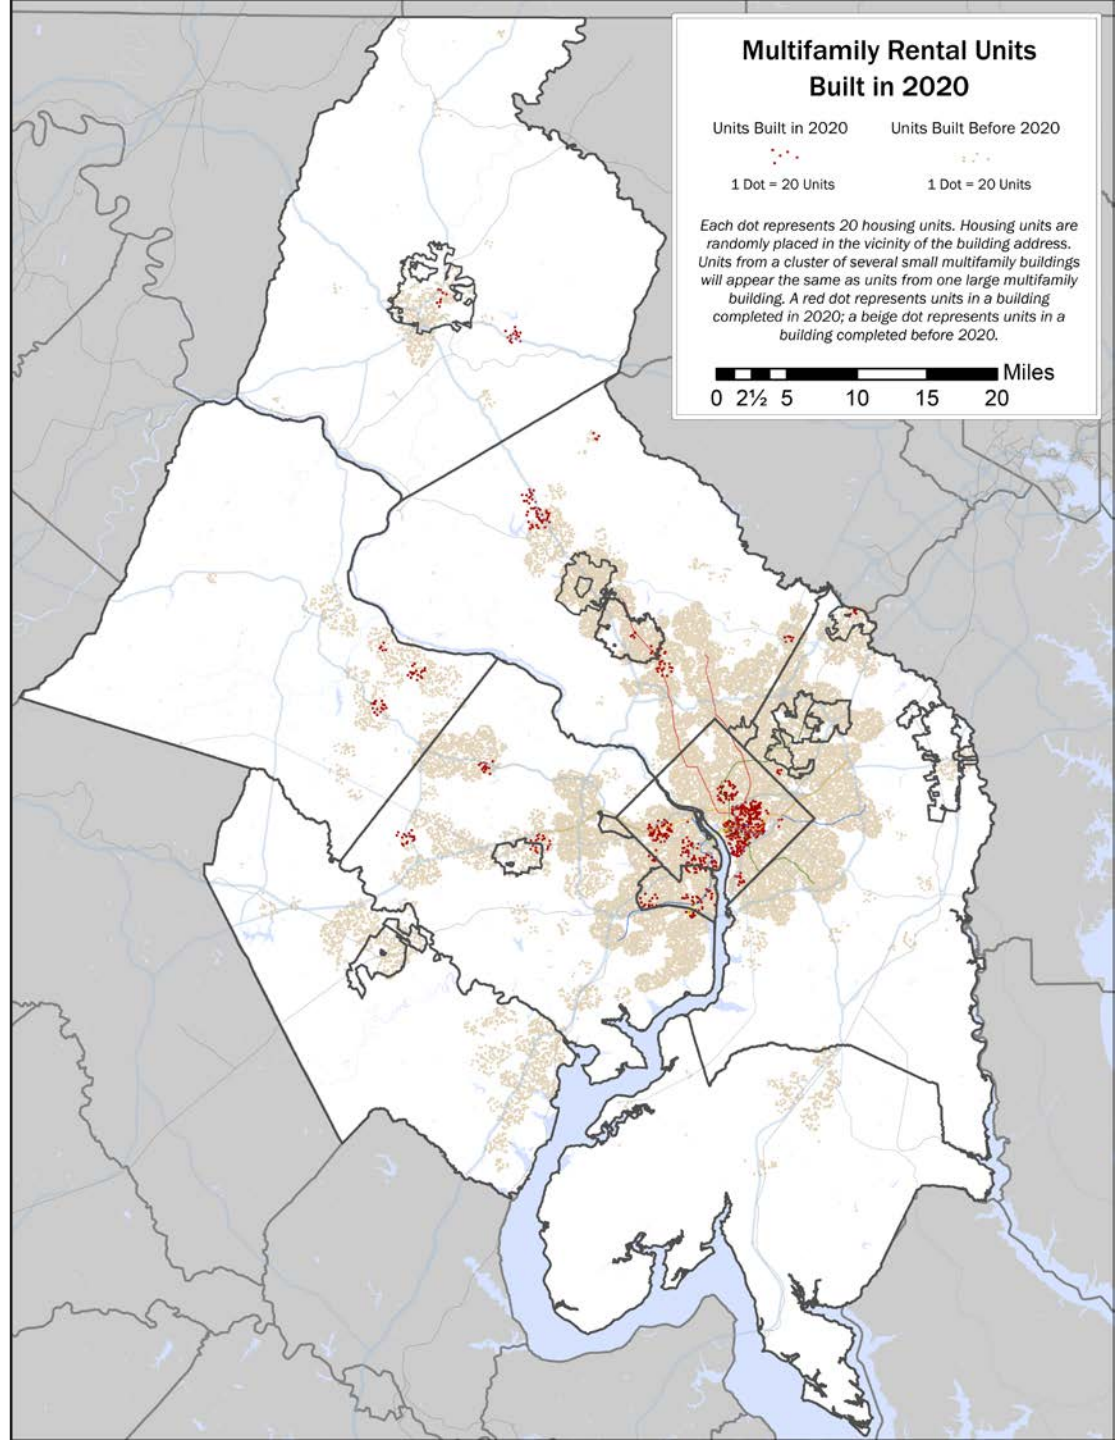 Multifamily Rental Units
Built in 2020
Units Built in 2020 Units Built Before 2020
1 Dot = 20 Units 1 Dot = 20 Units
Each dot represents 20 housing units. Housing units are
randomly placed in the vicinity of the building address.
Units from a cluster of several small multifamily buildings
will appear the same as units from one large multifamily
building. A red dot represents units in a building
completed in 2020; a beige dot represents units in a
building completed before 2020.
Miles
0 2½ 5 10 15 20